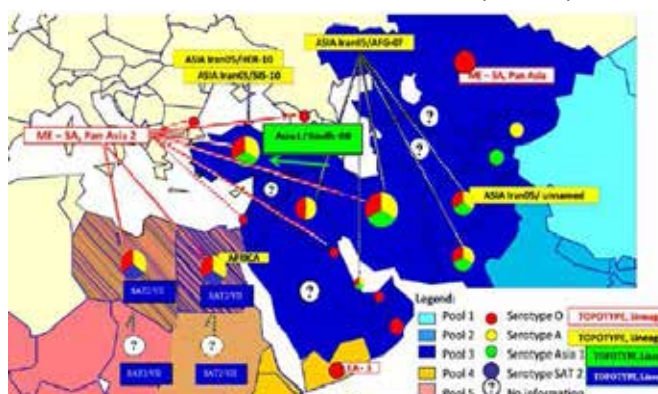 ASIA Iran05/HER-10
ASIA Iran05/SIS-10
ASIA Iran05/AFG-07
ME – SA, Pan Asia
ME – SA, Pan Asia 2
Asia1/Sindh-08
ASIA Iran05/ unnamed
AFRIKA
SAT2/VII
SAT2/VII
SAT2/VII
SAT2/VII
?
?
?
?
?
?
Legend:
Pool 1
Pool 2
Pool 3
Pool 4
Pool 5
Serotype O
Serotype A
Serotype Asia 1
Serotype SAT 2
? No information
TOPOTYPE, Lineag
TOPOTYPE, Lineag
TOPOTYPE, Linea
TOPOTYPE, Linea